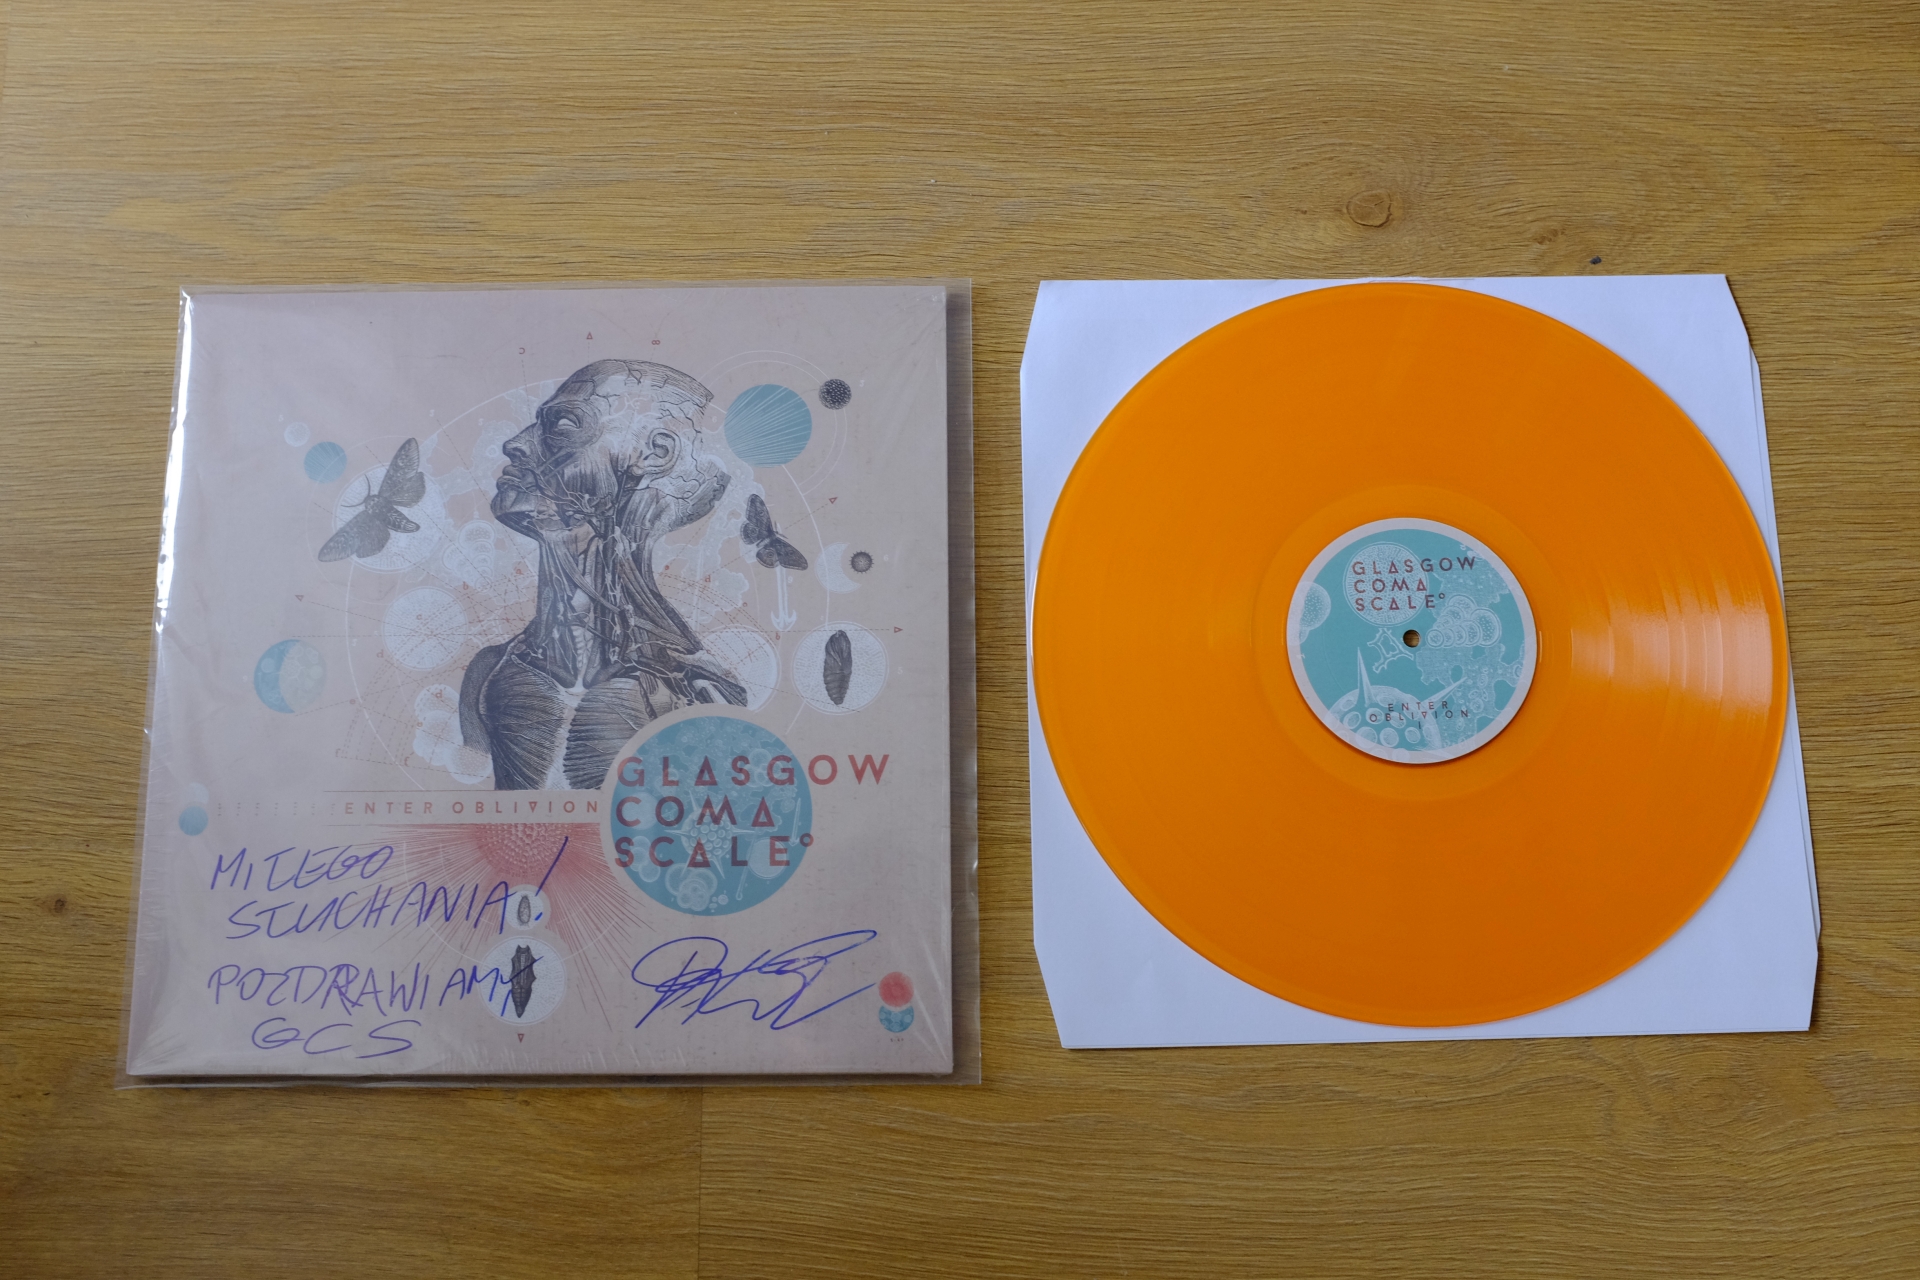 ENTER OBLIVION
GLASGOW
COMA
SCALE°
MIŁEGO
SŁUCHANIA!
POZDRAWIAMY
GCS
GLASGOW
COMA
SCALE°
ENTER
OBLIVION
I